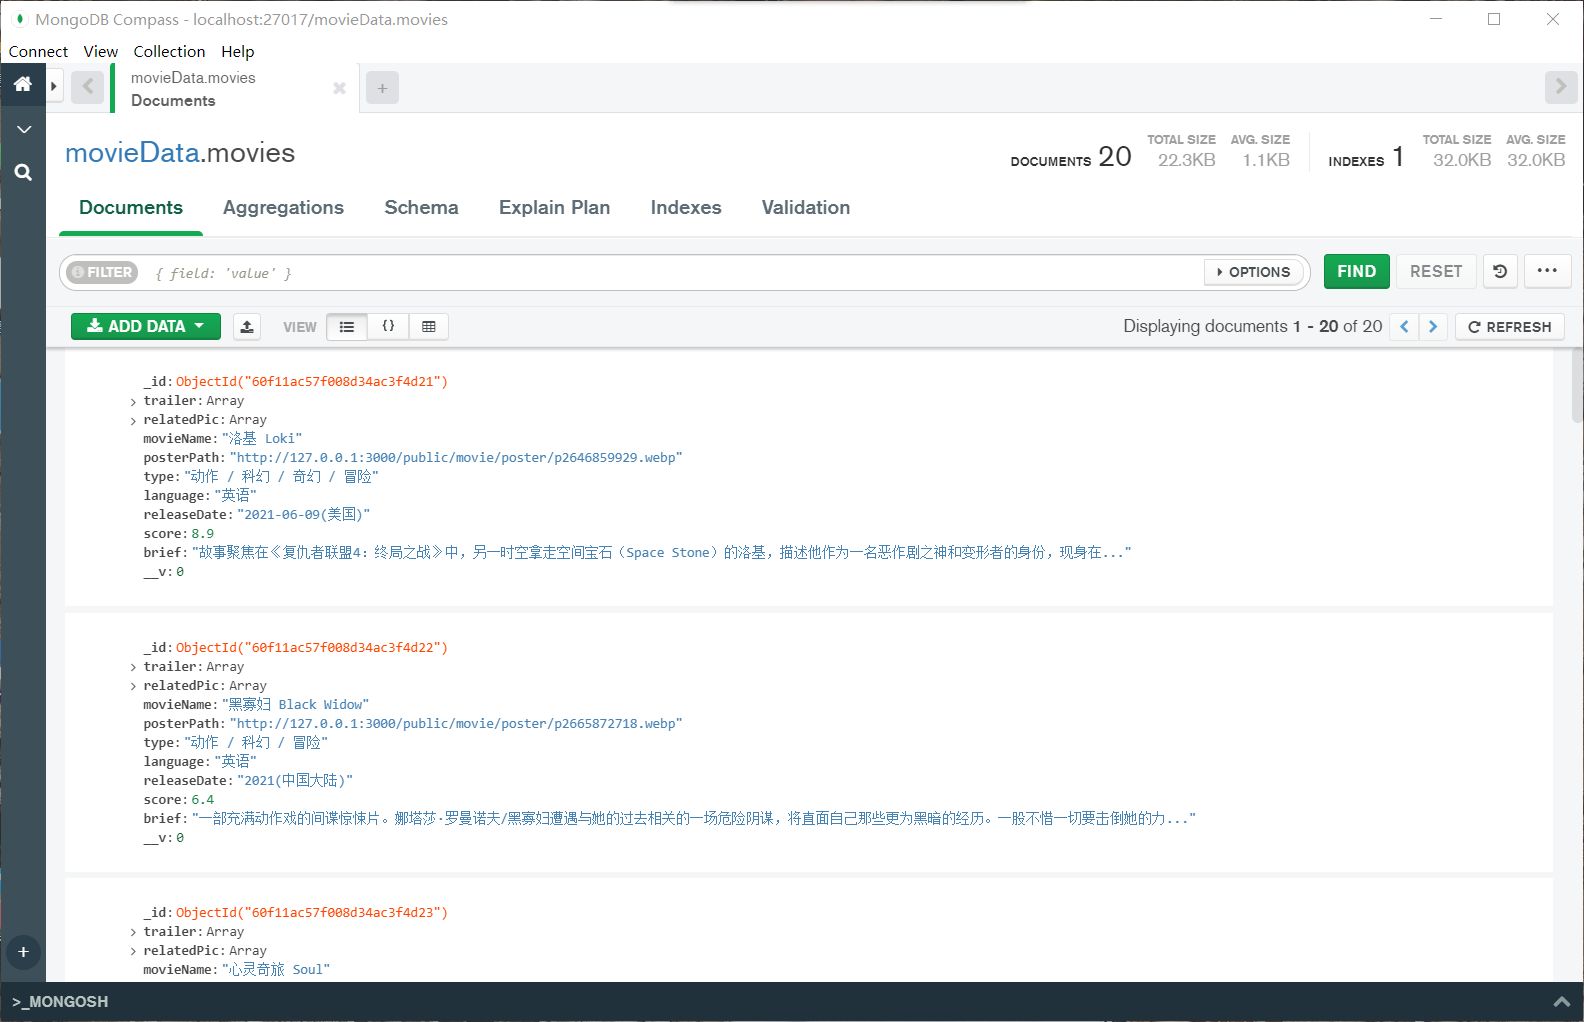 MongoDB Compass - localhost:27017/movieData.movies
Connect View Collection Help
movieData.movies
Documents
movieData.movies
DOCUMENTS 20 TOTAL SIZE 22.3KB AVG. SIZE 1.1KB INDEXES 1 TOTAL SIZE 32.0KB AVG. SIZE 32.0KB
Documents Aggregations Schema Explain Plan Indexes Validation
FILTER { field: 'value' } OPTIONS FIND RESET
ADD DATA VIEW {} Displaying documents 1 - 20 of 20 REFRESH
_id: ObjectId("60f11ac57f008d34ac3f4d21")
trailer: Array
relatedPic: Array
movieName: "洛基 Loki"
posterPath: "http://127.0.0.1:3000/public/movie/poster/p2646859929.webp"
type: "动作 / 科幻 / 奇幻 / 冒险"
language: "英语"
releaseDate: "2021-06-09(美国)"
score: 8.9
brief: "故事聚焦在《复仇者联盟4：终局之战》中，另一时空拿走空间宝石（Space Stone）的洛基，描述他作为一名恶作剧之神和变形者的身份，现身在..."
__v: 0
_id: ObjectId("60f11ac57f008d34ac3f4d22")
trailer: Array
relatedPic: Array
movieName: "黑寡妇 Black Widow"
posterPath: "http://127.0.0.1:3000/public/movie/poster/p2665872718.webp"
type: "动作 / 科幻 / 冒险"
language: "英语"
releaseDate: "2021(中国大陆)"
score: 6.4
brief: "一部充满动作戏的间谍惊悚片。娜塔莎·罗曼诺夫/黑寡妇遭遇与她的过去相关的一场危险阴谋，将直面自己那些更为黑暗的经历。一股不惜一切要击倒她的力..."
__v: 0
_id: ObjectId("60f11ac57f008d34ac3f4d23")
trailer: Array
relatedPic: Array
movieName: "心灵奇旅 Soul"
>_MONGOSH